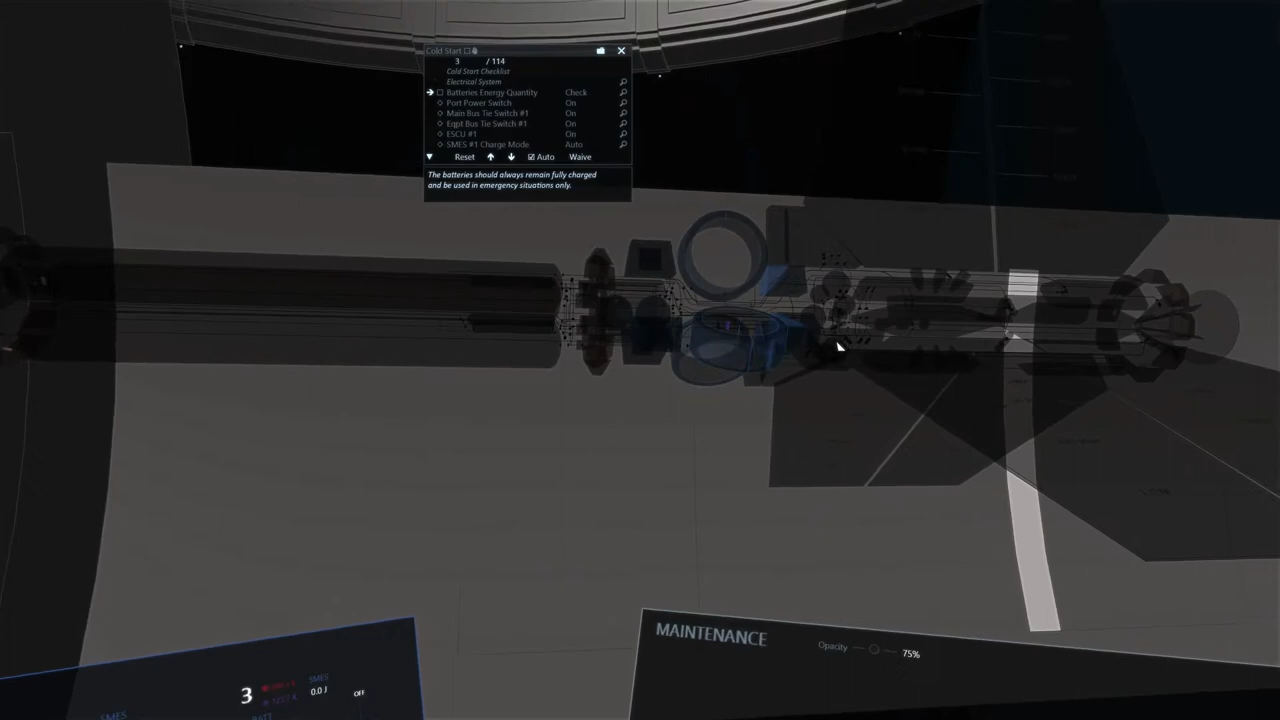 Cold Start
3 / 114
Cold Start Checklist
Electrical System
Batteries Energy Quantity Check
Port Power Switch On
Main Bus Tie Switch #1 On
Eqpt Bus Tie Switch #1 On
ESCU #1 On
SMES #1 Charge Mode Auto
Reset Auto Waive
The batteries should always remain fully charged
and be used in emergency situations only.
MAINTENANCE
Opacity 75%
SMES
3 0.0 J OFF
SMES
BATT